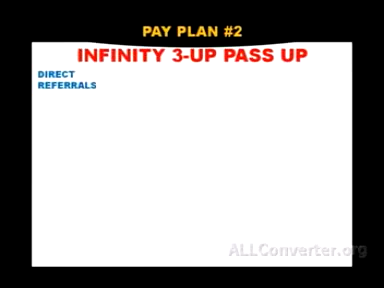 PAY PLAN #2
INFINITY 3-UP PASS UP
DIRECT
REFERRALS
ALLConverter.org